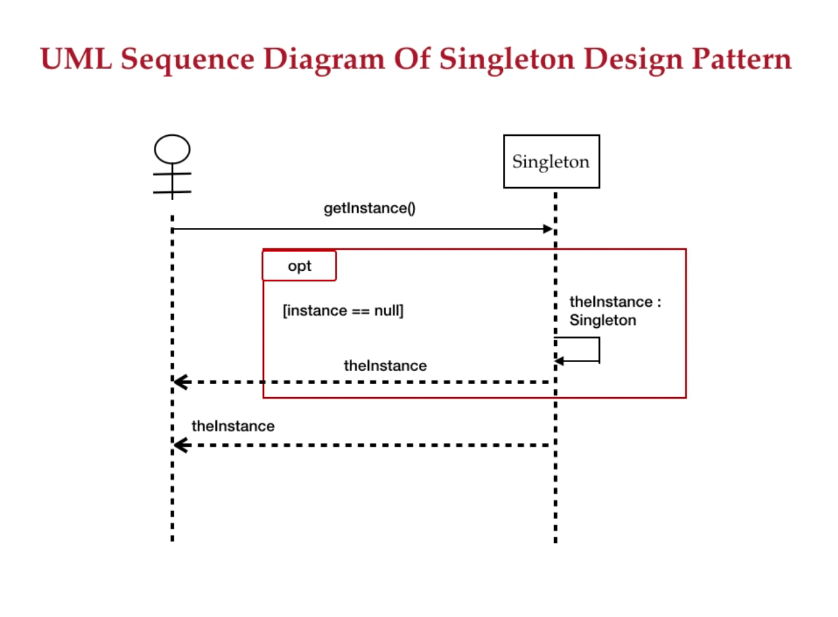 UML Sequence Diagram Of Singleton Design Pattern
Singleton
getInstance()
opt
[instance == null]
theInstance :
Singleton
theInstance
theInstance